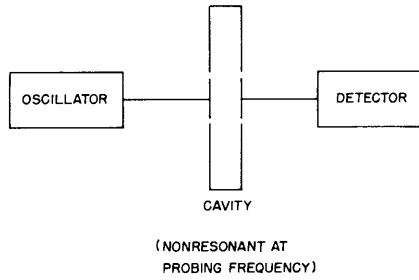 OSCILLATOR
DETECTOR
CAVITY
(NONRESONANT AT
PROBING FREQUENCY)